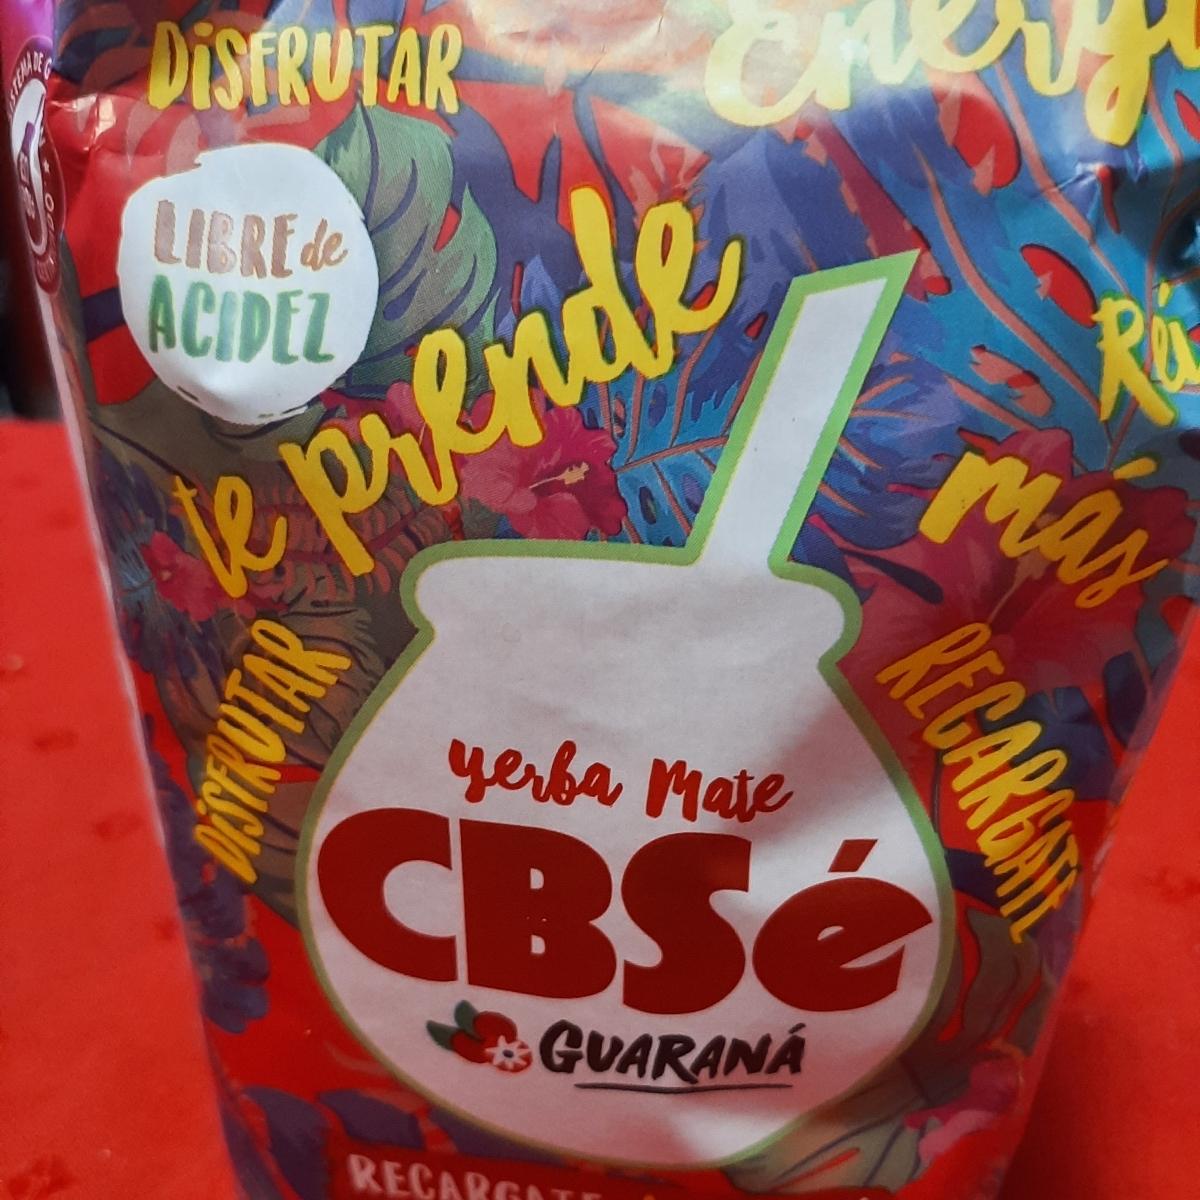 DISFRUTAR
LIBRE de
ACIDEZ
te prende
más
DISFRUTAR
RECARGATE
yerba Mate
CBSé
GUARANÁ
RECARGATE